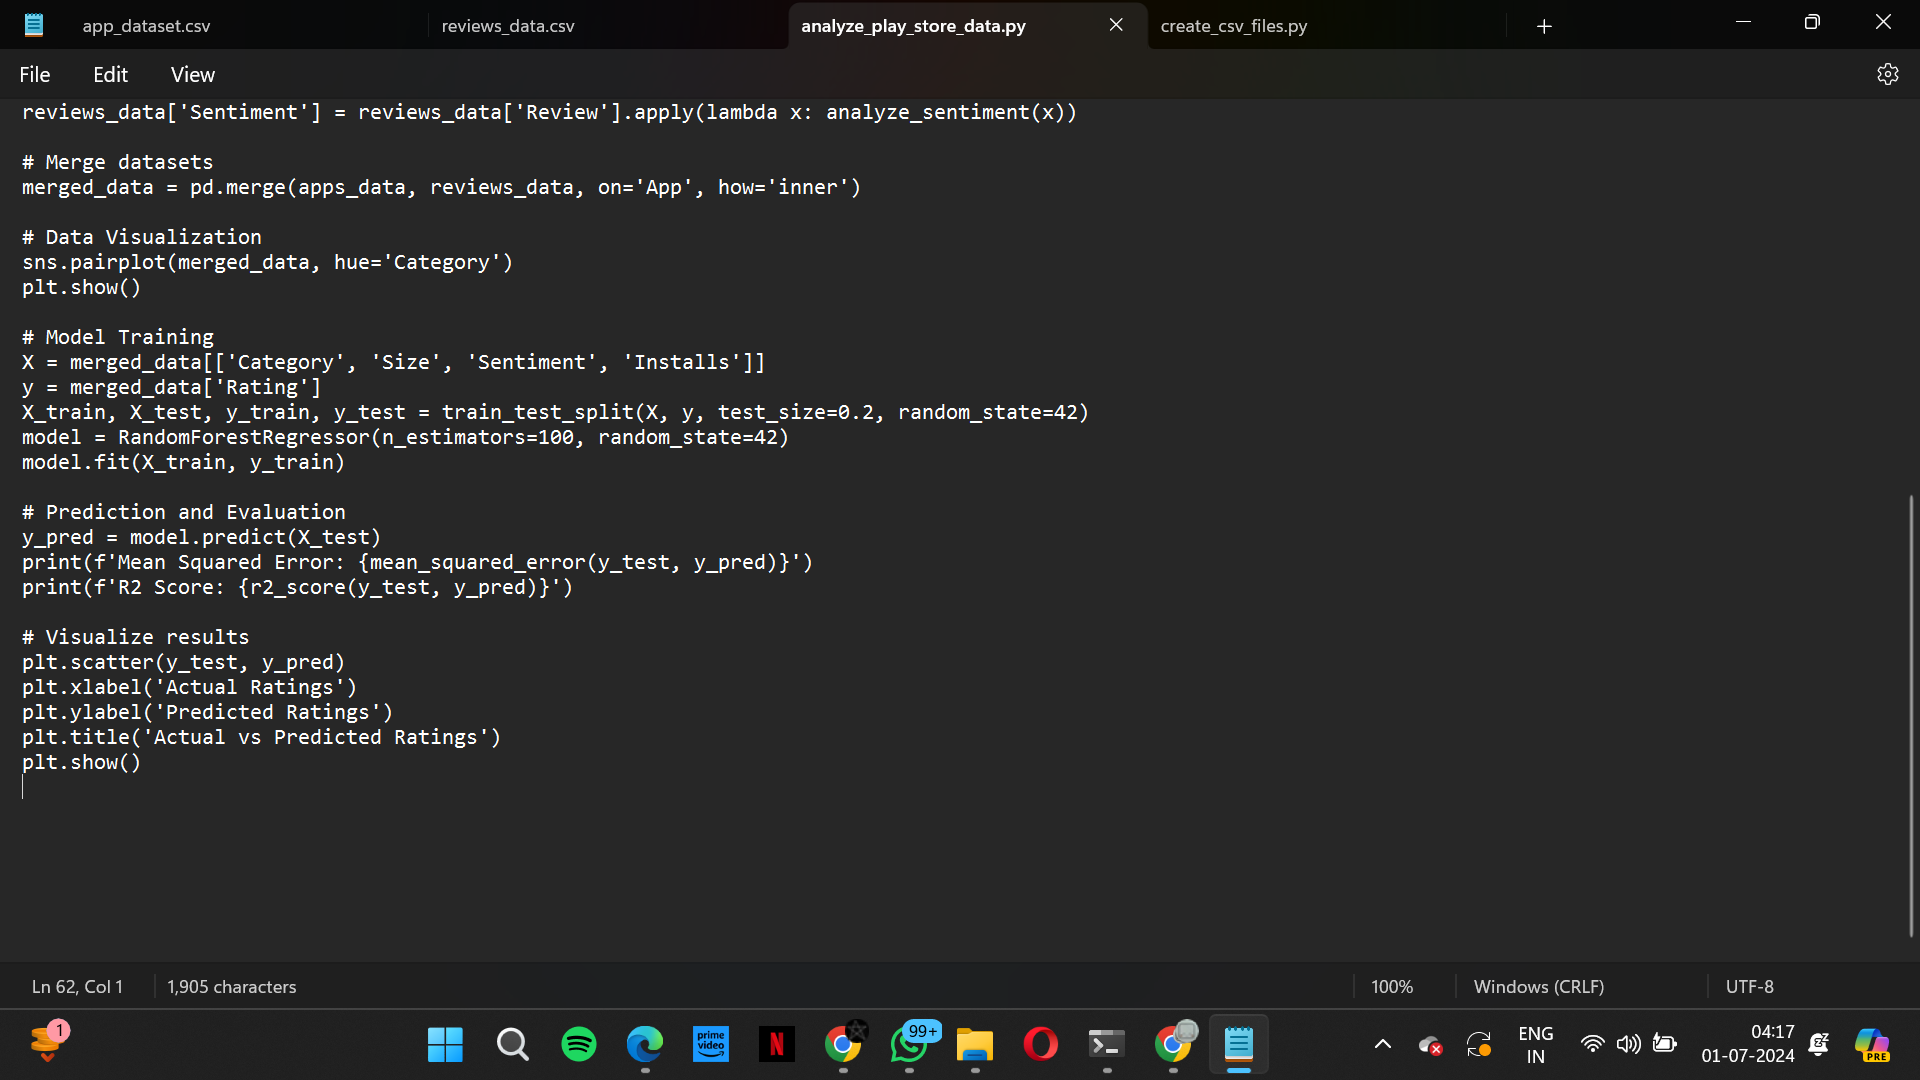 app_dataset.csv
reviews_data.csv
analyze_play_store_data.py
create_csv_files.py
File
Edit
View
reviews_data['Sentiment'] = reviews_data['Review'].apply(lambda x: analyze_sentiment(x))
# Merge datasets
merged_data = pd.merge(apps_data, reviews_data, on='App', how='inner')
# Data Visualization
sns.pairplot(merged_data, hue='Category')
plt.show()
# Model Training
X = merged_data[['Category', 'Size', 'Sentiment', 'Installs']]
y = merged_data['Rating']
X_train, X_test, y_train, y_test = train_test_split(X, y, test_size=0.2, random_state=42)
model = RandomForestRegressor(n_estimators=100, random_state=42)
model.fit(X_train, y_train)
# Prediction and Evaluation
y_pred = model.predict(X_test)
print(f'Mean Squared Error: {mean_squared_error(y_test, y_pred)}')
print(f'R2 Score: {r2_score(y_test, y_pred)}')
# Visualize results
plt.scatter(y_test, y_pred)
plt.xlabel('Actual Ratings')
plt.ylabel('Predicted Ratings')
plt.title('Actual vs Predicted Ratings')
plt.show()
Ln 62, Col 1
1,905 characters
100%
Windows (CRLF)
UTF-8
1
prime
video
N
99+
ENG
IN
04:17
01-07-2024
PRE